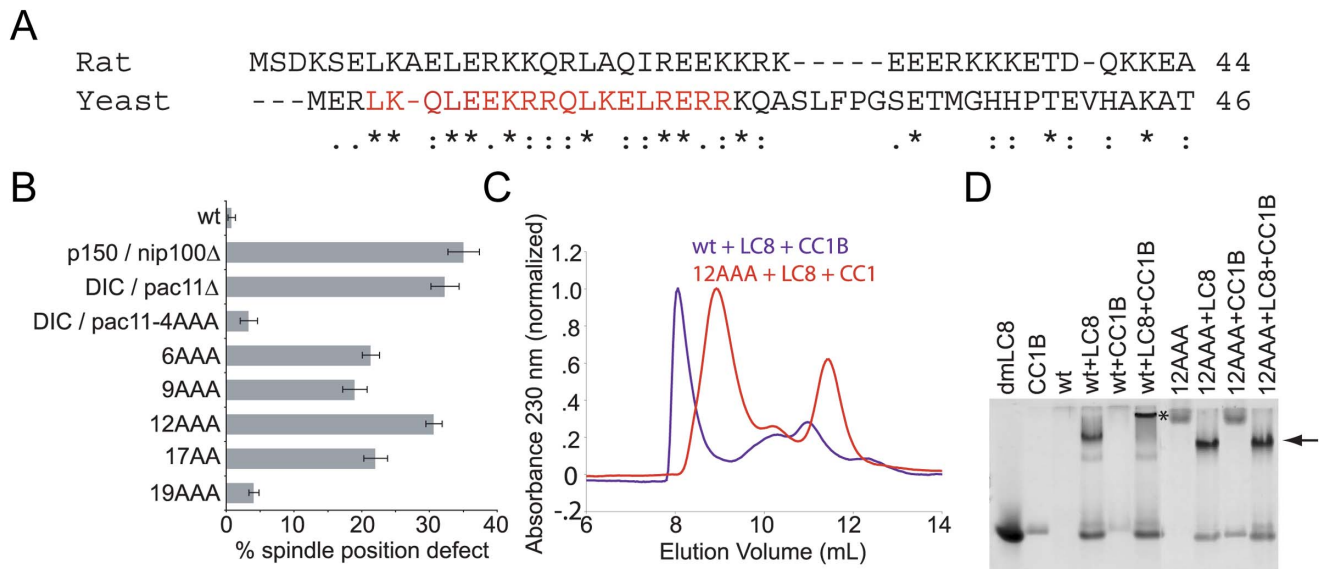 A
Rat MSDKSELKAELERKKQRLAQIREEKKRK-----EEERKKKETD-QKKEA 44
Yeast ---MERLK-QLEEKRRQLKELRERRKQASLFPGSETMGHHPTEVHAKAT 46
..** :**.*:::* ::**.:*: .* :: *: * :
B
wt
p150 / nip100Δ
DIC / pac11Δ
DIC / pac11-4AAA
6AAA
9AAA
12AAA
17AA
19AAA
0 10 20 30 40
% spindle position defect
C
wt + LC8 + CC1B
12AAA + LC8 + CC1
Absorbance 230 nm (normalized)
1.2
1.0
.8
.6
.4
.2
0
-.2
6 8 10 12 14
Elution Volume (mL)
D
dmLC8
CC1B
wt
wt+LC8
wt+CC1B
wt+LC8+CC1B
12AAA
12AAA+LC8
12AAA+CC1B
12AAA+LC8+CC1B
*